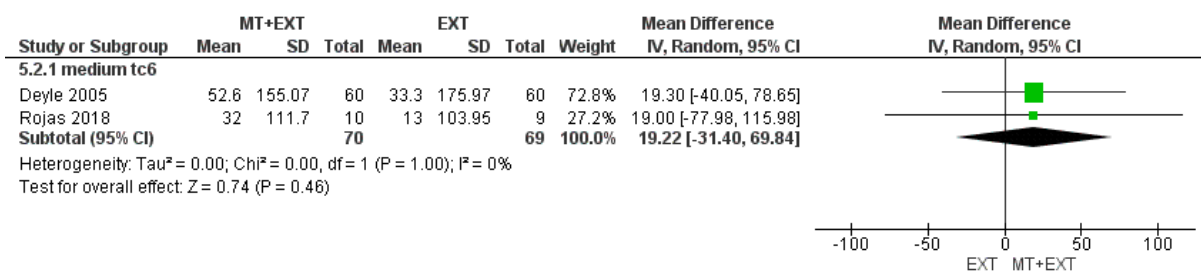 MT+EXT EXT Mean Difference Mean Difference
Study or Subgroup Mean SD Total Mean SD Total Weight IV, Random, 95% CI IV, Random, 95% CI
5.2.1 medium tc6
Deyle 2005 52.6 155.07 60 33.3 175.97 60 72.8% 19.30 [-40.05, 78.65]
Rojas 2018 32 111.7 10 13 103.95 9 27.2% 19.00 [-77.98, 115.98]
Subtotal (95% CI) 70 69 100.0% 19.22 [-31.40, 69.84]
Heterogeneity: Tau² = 0.00; Chi² = 0.00, df = 1 (P = 1.00); I² = 0%
Test for overall effect: Z = 0.74 (P = 0.46)
-100 -50 0 50 100
EXT MT+EXT